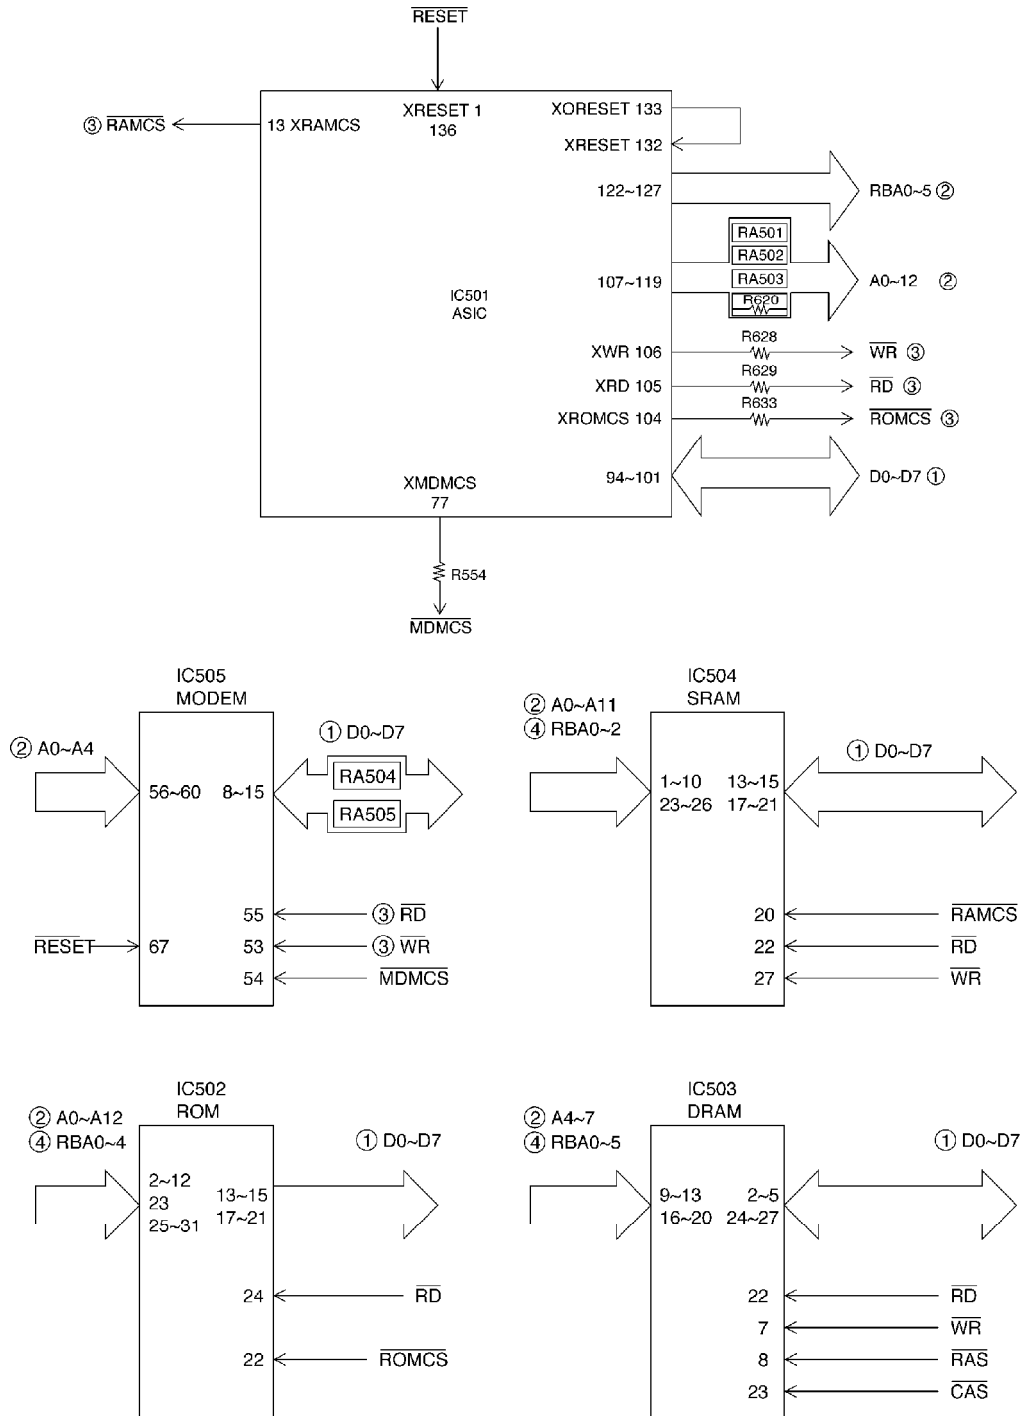 RESET
③ RAMCS
13 XRAMCS
XRESET 1
136
XORESET 133
XRESET 132
122~127
RBA0~5 ②
RA501
RA502
RA503
R620
107~119
A0~12 ②
IC501
ASIC
R628
XWR 106
WR ③
R629
XRD 105
RD ③
R633
XROMCS 104
ROMCS ③
94~101
D0~D7 ①
XMDMCS
77
R554
MDMCS
IC505
MODEM
② A0~A4
① D0~D7
RA504
RA505
56~60 8~15
55
③ RD
RESET
67
53
③ WR
54
MDMCS
IC504
SRAM
② A0~A11
④ RBA0~2
① D0~D7
1~10 13~15
23~26 17~21
20
RAMCS
22
RD
27
WR
IC502
ROM
② A0~A12
④ RBA0~4
① D0~D7
2~12
23
25~31
13~15
17~21
24
RD
22
ROMCS
IC503
DRAM
② A4~7
④ RBA0~5
① D0~D7
9~13 2~5
16~20 24~27
22
RD
7
WR
8
RAS
23
CAS